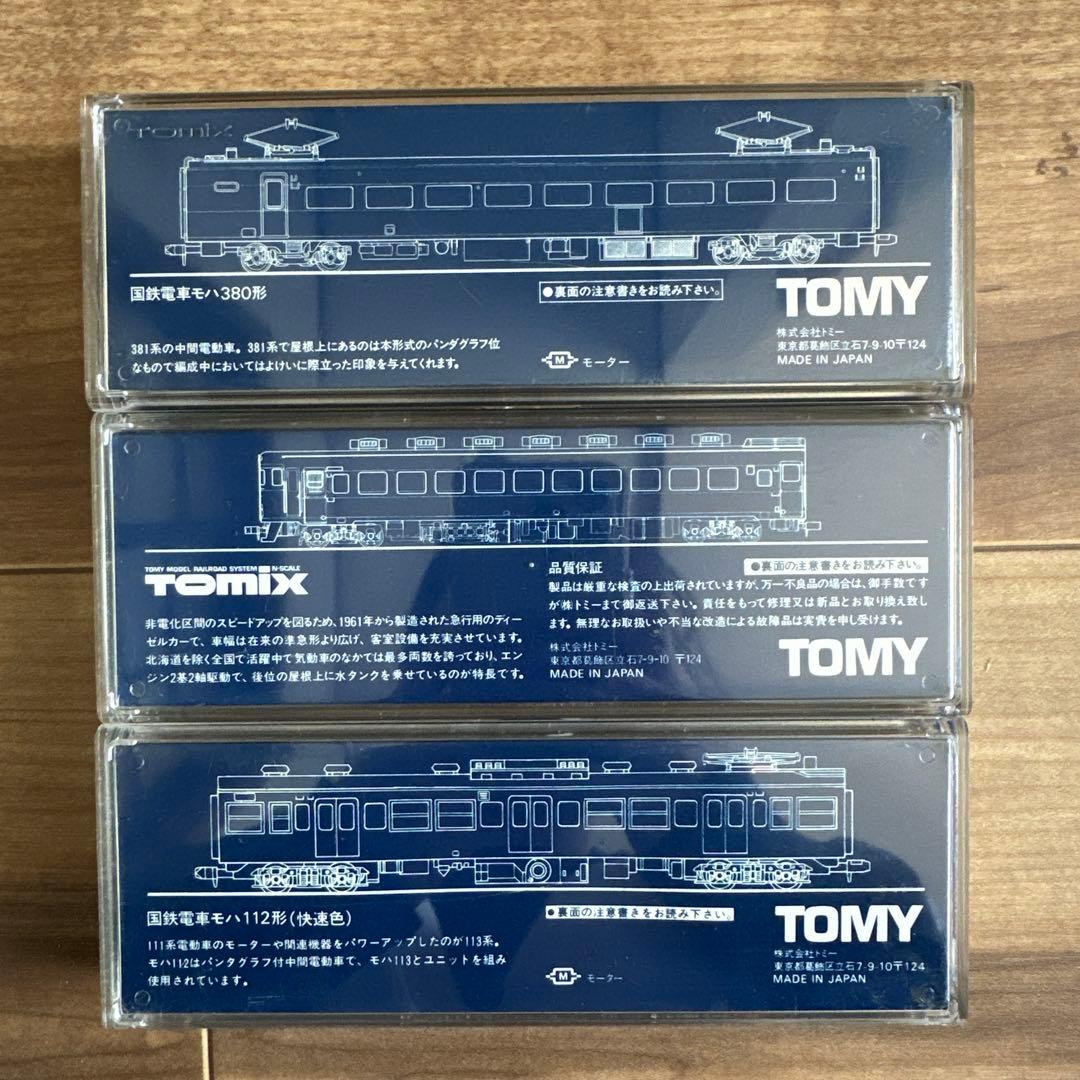 TOMIX
国鉄電車モハ380形
●裏面の注意書きをお読み下さい。
TOMY
381系の中間電動車。381系で屋根上にあるのは本形式のパンダグラフ位
なもので編成中においてはよけいに際立った印象を与えてくれます。
M モーター
株式会社トミー
東京都葛飾区立石7-9-10〒124
MADE IN JAPAN
TOMY MODEL RAILROAD SYSTEM N-SCALE
TOMIX
非電化区間のスピードアップを図るため、1961年から製造された急行用のディー
ゼルカーで、車幅は在来の準急形より広げ、客室設備を充実させています。
北海道を除く全国で活躍中で気動車のなかでは最多両数を誇っており、エン
ジン2基2軸駆動で、後位の屋根上に水タンクを乗せているのが特長です。
品質保証
●裏面の注意書きをお読み下さい。
製品は厳重な検査の上出荷されていますが、万一不良品の場合は、御手数です
が(株)トミーまで御返送下さい。責任をもって修理又は新品とお取り換え致し
ます。無理なお取扱いや不当な改造による故障品は実費を申し受けます。
株式会社トミー
東京都葛飾区立石7-9-10 〒124
MADE IN JAPAN
TOMY
国鉄電車モハ112形(快速色)
●裏面の注意書きをお読み下さい。
TOMY
111系電動車のモーターや関連機器をパワーアップしたのが113系。
モハ112はパンタグラフ付中間電動車で、モハ113とユニットを組み
使用されています。
M モーター
株式会社トミー
東京都葛飾区立石7-9-10〒124
MADE IN JAPAN